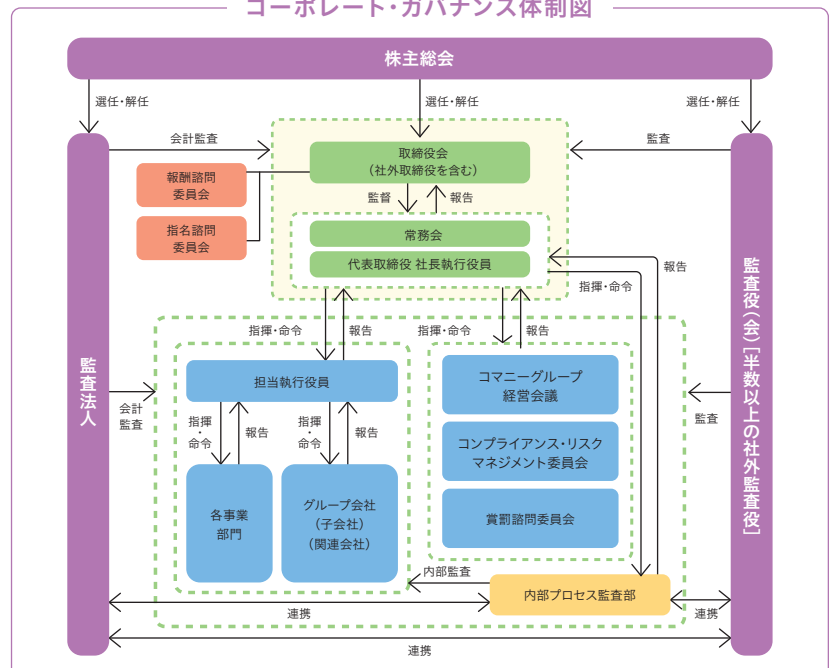 コーポレート・ガバナンス体制図
株主総会
選任・解任
選任・解任
選任・解任
会計監査
監査
取締役会
（社外取締役を含む）
報酬諮問
委員会
指名諮問
委員会
監督
報告
常務会
代表取締役 社長執行役員
報告
指揮・命令
指揮・命令
報告
指揮・命令
報告
監査法人
監査役（会）［半数以上の社外監査役］
担当執行役員
コマニーグループ
経営会議
会計
監査
監査
指揮
・
命令
報告
指揮
・
命令
報告
コンプライアンス・リスク
マネジメント委員会
各事業
部門
グループ会社
（子会社）
（関連会社）
賞罰諮問委員会
内部監査
内部プロセス監査部
連携
連携
連携